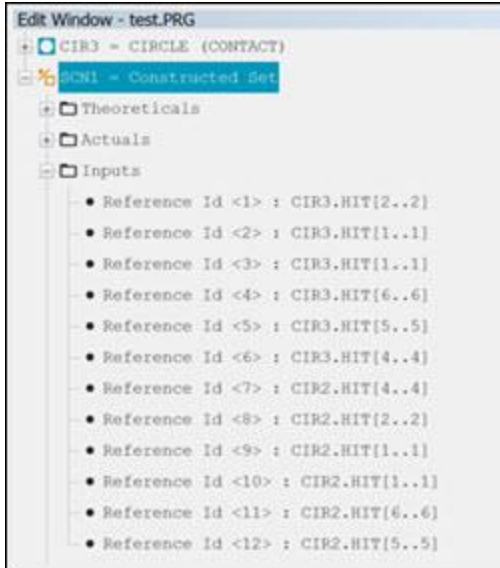 Edit Window - test.PRG
CIR3 = CIRCLE (CONTACT)
SCN1 = Constructed Set
Theoreticals
Actuals
Inputs
Reference Id <1> : CIR3.HIT[2..2]
Reference Id <2> : CIR3.HIT[1..1]
Reference Id <3> : CIR3.HIT[1..1]
Reference Id <4> : CIR3.HIT[6..6]
Reference Id <5> : CIR3.HIT[5..5]
Reference Id <6> : CIR3.HIT[4..4]
Reference Id <7> : CIR2.HIT[4..4]
Reference Id <8> : CIR2.HIT[2..2]
Reference Id <9> : CIR2.HIT[1..1]
Reference Id <10> : CIR2.HIT[1..1]
Reference Id <11> : CIR2.HIT[6..6]
Reference Id <12> : CIR2.HIT[5..5]